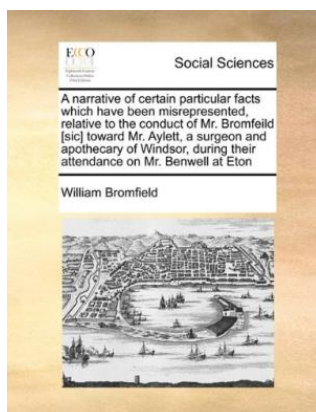 ECCO
Social Sciences
A narrative of certain particular facts
which have been misrepresented,
relative to the conduct of Mr. Bromfeild
[sic] toward Mr. Aylett, a surgeon and
apothecary of Windsor, during their
attendance on Mr. Benwell at Eton
William Bromfield